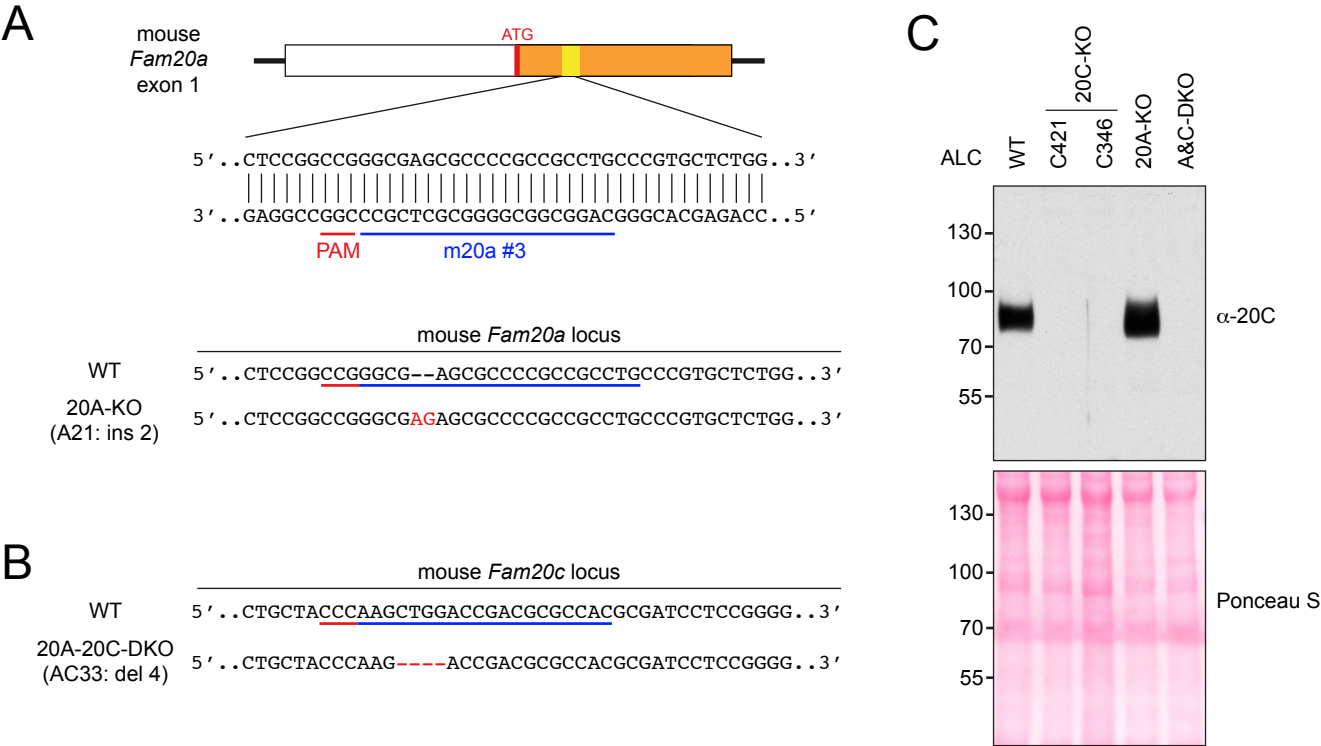 A
mouse
Fam20a
exon 1
ATG
5’..CTCCGGCCGGGCGAGCGCCCCGCCGCCTGCCCGTGCTCTGG..3’
3’..GAGGCCGGCCCGCTCGCGGGGCGGCGGACGGGCACGAGACC..5’
PAM
m20a #3
mouse Fam20a locus
WT
5’..CTCCGGCCGGGCG--AGCGCCCCGCCGCCTGCCCGTGCTCTGG..3’
20A-KO
(A21: ins 2)
5’..CTCCGGCCGGGCGAGAGCGCCCCGCCGCCTGCCCGTGCTCTGG..3’
B
mouse Fam20c locus
WT
5’..CTGCTACCCAAGCTGGACCGACGCGCCACGCGATCCTCCGGGG..3’
20A-20C-DKO
(AC33: del 4)
5’..CTGCTACCCAAG----ACCGACGCGCCACGCGATCCTCCGGGG..3’
C
20C-KO
ALC
WT
C421
C346
20A-KO
A&C-DKO
130
100
70
55
α-20C
130
100
70
55
Ponceau S